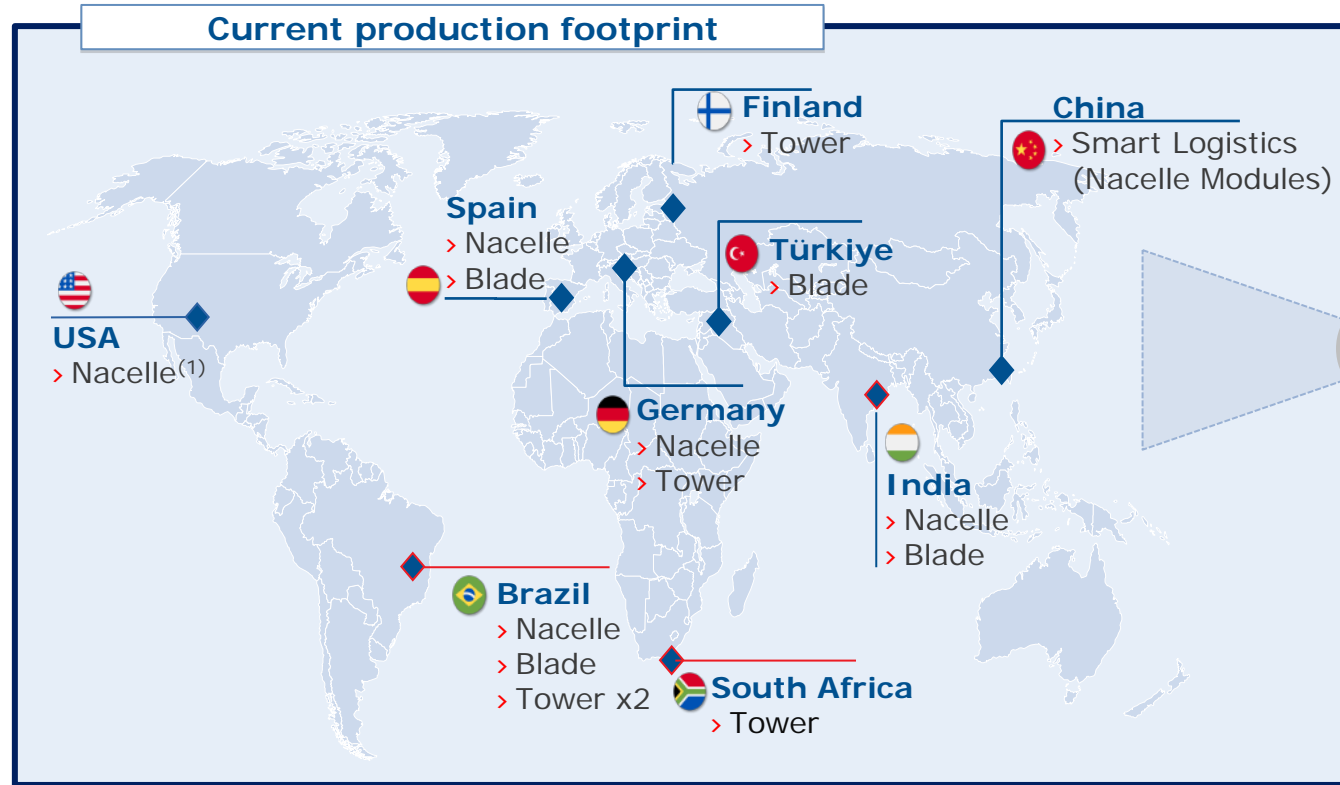 Current production footprint
Finland
> Tower
China
> Smart Logistics
(Nacelle Modules)
Spain
> Nacelle
> Blade
Türkiye
> Blade
USA
> Nacelle(1)
Germany
> Nacelle
> Tower
India
> Nacelle
> Blade
Brazil
> Nacelle
> Blade
> Tower x2
South Africa
> Tower